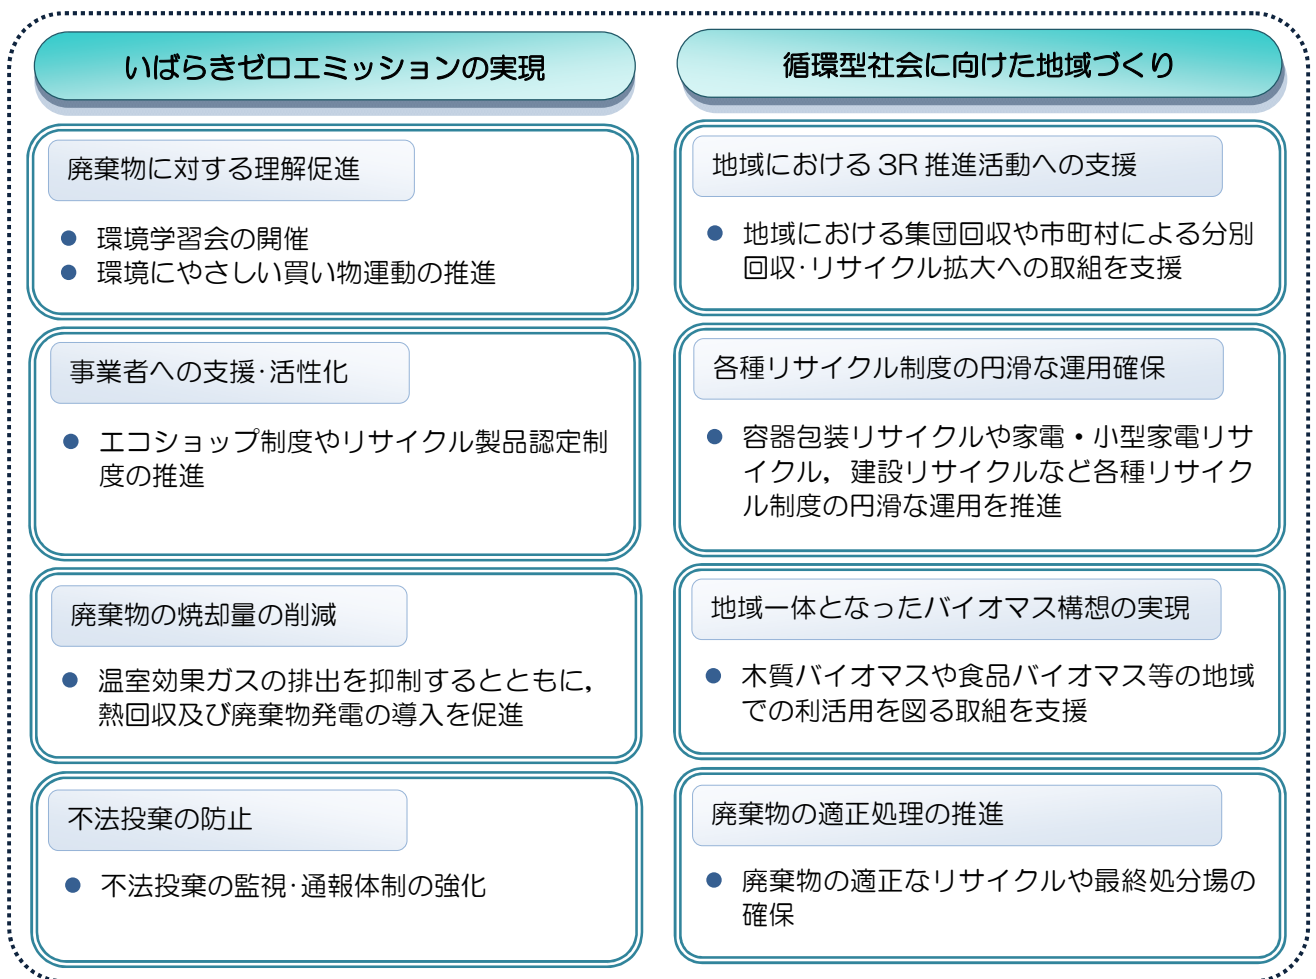 いばらきゼロエミッションの実現
廃棄物に対する理解促進
● 環境学習会の開催
● 環境にやさしい買い物運動の推進
事業者への支援･活性化
● エコショップ制度やリサイクル製品認定制
度の推進
廃棄物の焼却量の削減
● 温室効果ガスの排出を抑制するとともに，
熱回収及び廃棄物発電の導入を促進
不法投棄の防止
● 不法投棄の監視･通報体制の強化
循環型社会に向けた地域づくり
地域における 3R 推進活動への支援
● 地域における集団回収や市町村による分別
回収･リサイクル拡大への取組を支援
各種リサイクル制度の円滑な運用確保
● 容器包装リサイクルや家電・小型家電リサ
イクル，建設リサイクルなど各種リサイク
ル制度の円滑な運用を推進
地域一体となったバイオマス構想の実現
● 木質バイオマスや食品バイオマス等の地域
での利活用を図る取組を支援
廃棄物の適正処理の推進
● 廃棄物の適正なリサイクルや最終処分場の
確保